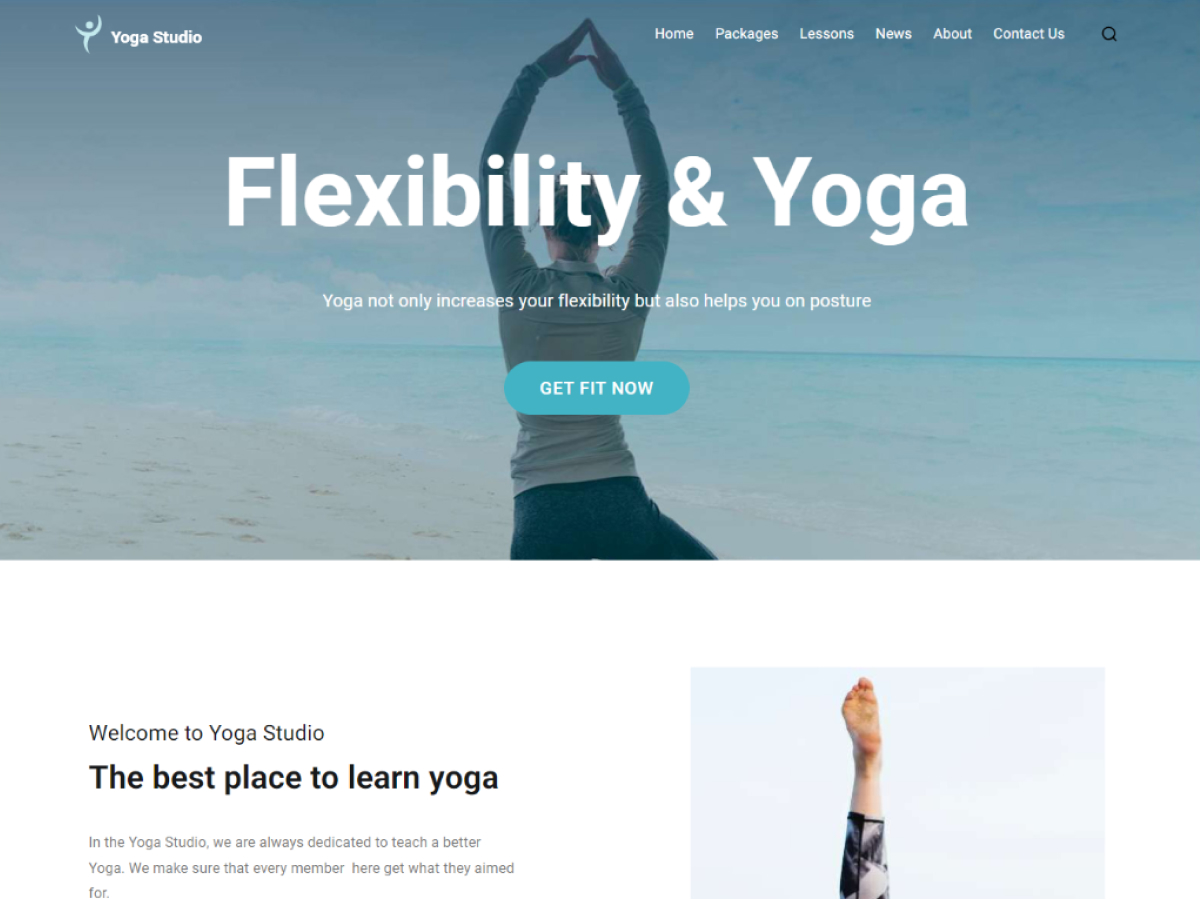 Yoga Studio
Home Packages Lessons News About Contact Us
Flexibility & Yoga
Yoga not only increases your flexibility but also helps you on posture
GET FIT NOW
Welcome to Yoga Studio
The best place to learn yoga
In the Yoga Studio, we are always dedicated to teach a better
Yoga. We make sure that every member  here get what they aimed
for.